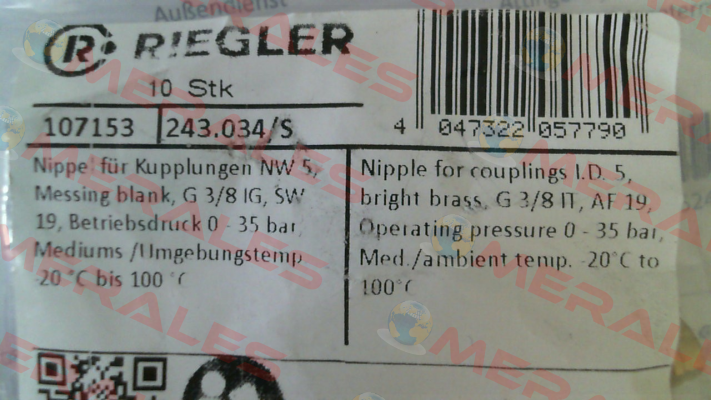 Außendienst
RIEGLER
10 Stk
107153 243.034/S
4 047322 057790
Nippel für Kupplungen NW 5,
Messing blank, G 3/8 IG, SW
19, Betriebsdruck 0 - 35 bar,
Mediums-/Umgebungstemp.
-20°C bis 100°C
Nipple for couplings I.D. 5,
bright brass, G 3/8 IT, AF 19,
Operating pressure 0 - 35 bar,
Med./ambient temp. -20°C to
100°C
OMERALES